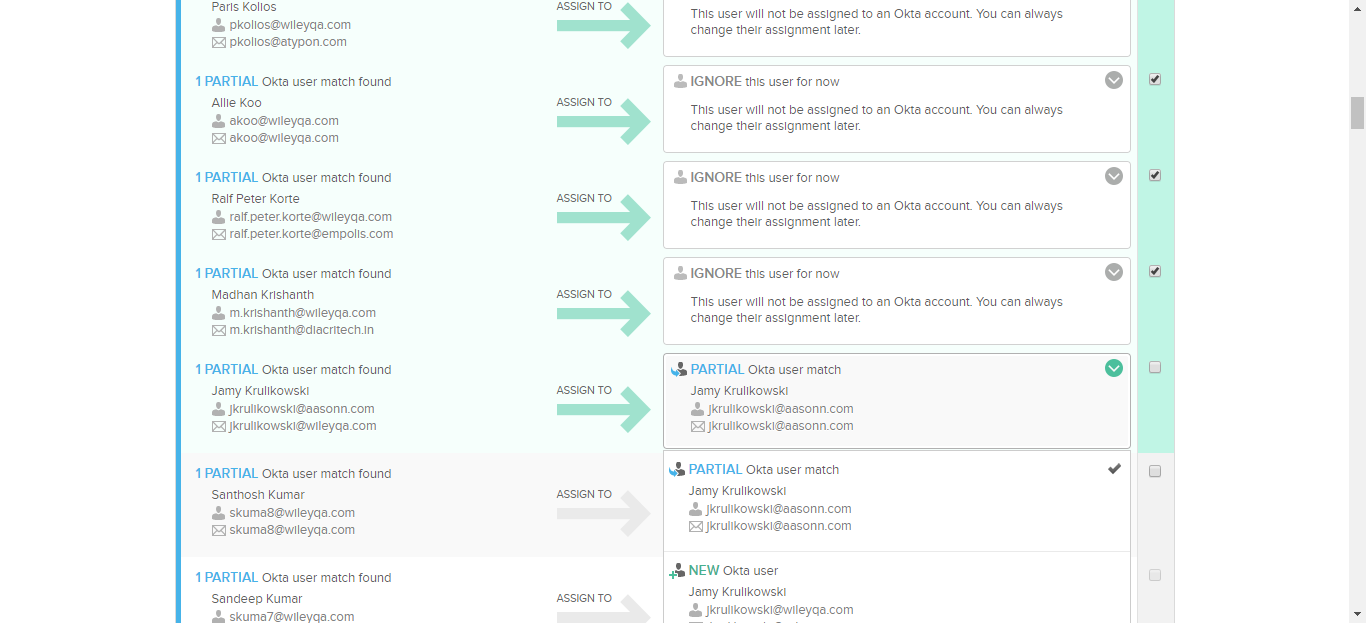 Paris Kolios
pkolios@wileyqa.com
pkolios@atypon.com
ASSIGN TO
This user will not be assigned to an Okta account. You can always
change their assignment later.
1 PARTIAL Okta user match found
Allie Koo
akoo@wileyqa.com
akoo@wileyqa.com
ASSIGN TO
IGNORE this user for now
This user will not be assigned to an Okta account. You can always
change their assignment later.
1 PARTIAL Okta user match found
Ralf Peter Korte
ralf.peter.korte@wileyqa.com
ralf.peter.korte@empolis.com
ASSIGN TO
IGNORE this user for now
This user will not be assigned to an Okta account. You can always
change their assignment later.
1 PARTIAL Okta user match found
Madhan Krishanth
m.krishanth@wileyqa.com
m.krishanth@diacritech.in
ASSIGN TO
IGNORE this user for now
This user will not be assigned to an Okta account. You can always
change their assignment later.
1 PARTIAL Okta user match found
Jamy Krulikowski
jkrulikowski@aasonn.com
jkrulikowski@wileyqa.com
ASSIGN TO
PARTIAL Okta user match
Jamy Krulikowski
jkrulikowski@aasonn.com
jkrulikowski@aasonn.com
1 PARTIAL Okta user match found
Santhosh Kumar
skuma8@wileyqa.com
skuma8@wileyqa.com
ASSIGN TO
PARTIAL Okta user match
Jamy Krulikowski
jkrulikowski@aasonn.com
jkrulikowski@aasonn.com
1 PARTIAL Okta user match found
Sandeep Kumar
skuma7@wileyqa.com
ASSIGN TO
NEW Okta user
Jamy Krulikowski
jkrulikowski@wileyqa.com